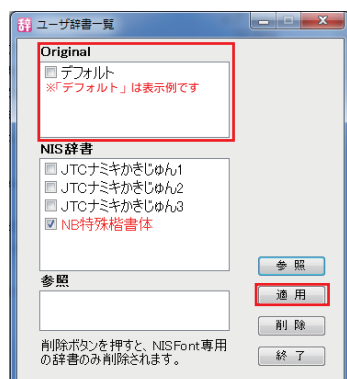 辞 ユーザ辞書一覧
Original
デフォルト
※「デフォルト」は表示例です
NIS辞書
JTCナミキかきじゅん1
JTCナミキかきじゅん2
JTCナミキかきじゅん3
NB特殊楷書体
参照
参 照
適 用
削 除
終 了
削除ボタンを押すと、NISFont専用
の辞書のみ削除されます。